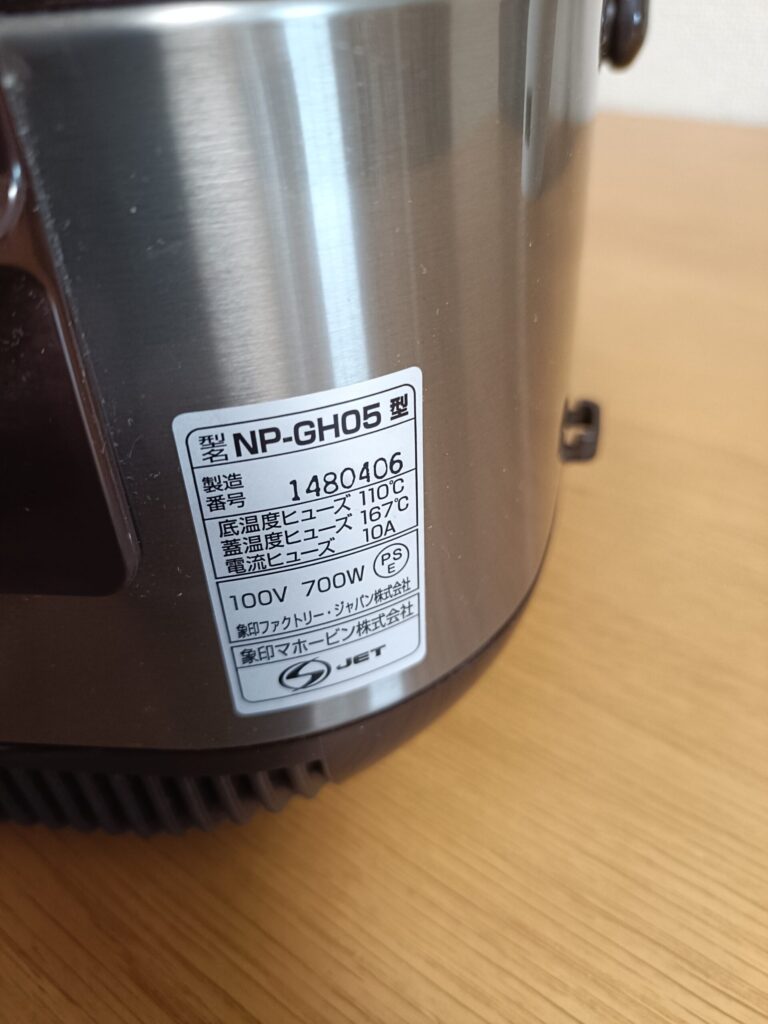 型名 NP-GH05 型
製造番号 1480406
底温度ヒューズ 110℃
蓋温度ヒューズ 167℃
電流ヒューズ 10A
100V 700W PSE
象印ファクトリー・ジャパン株式会社
象印マホービン株式会社
JET